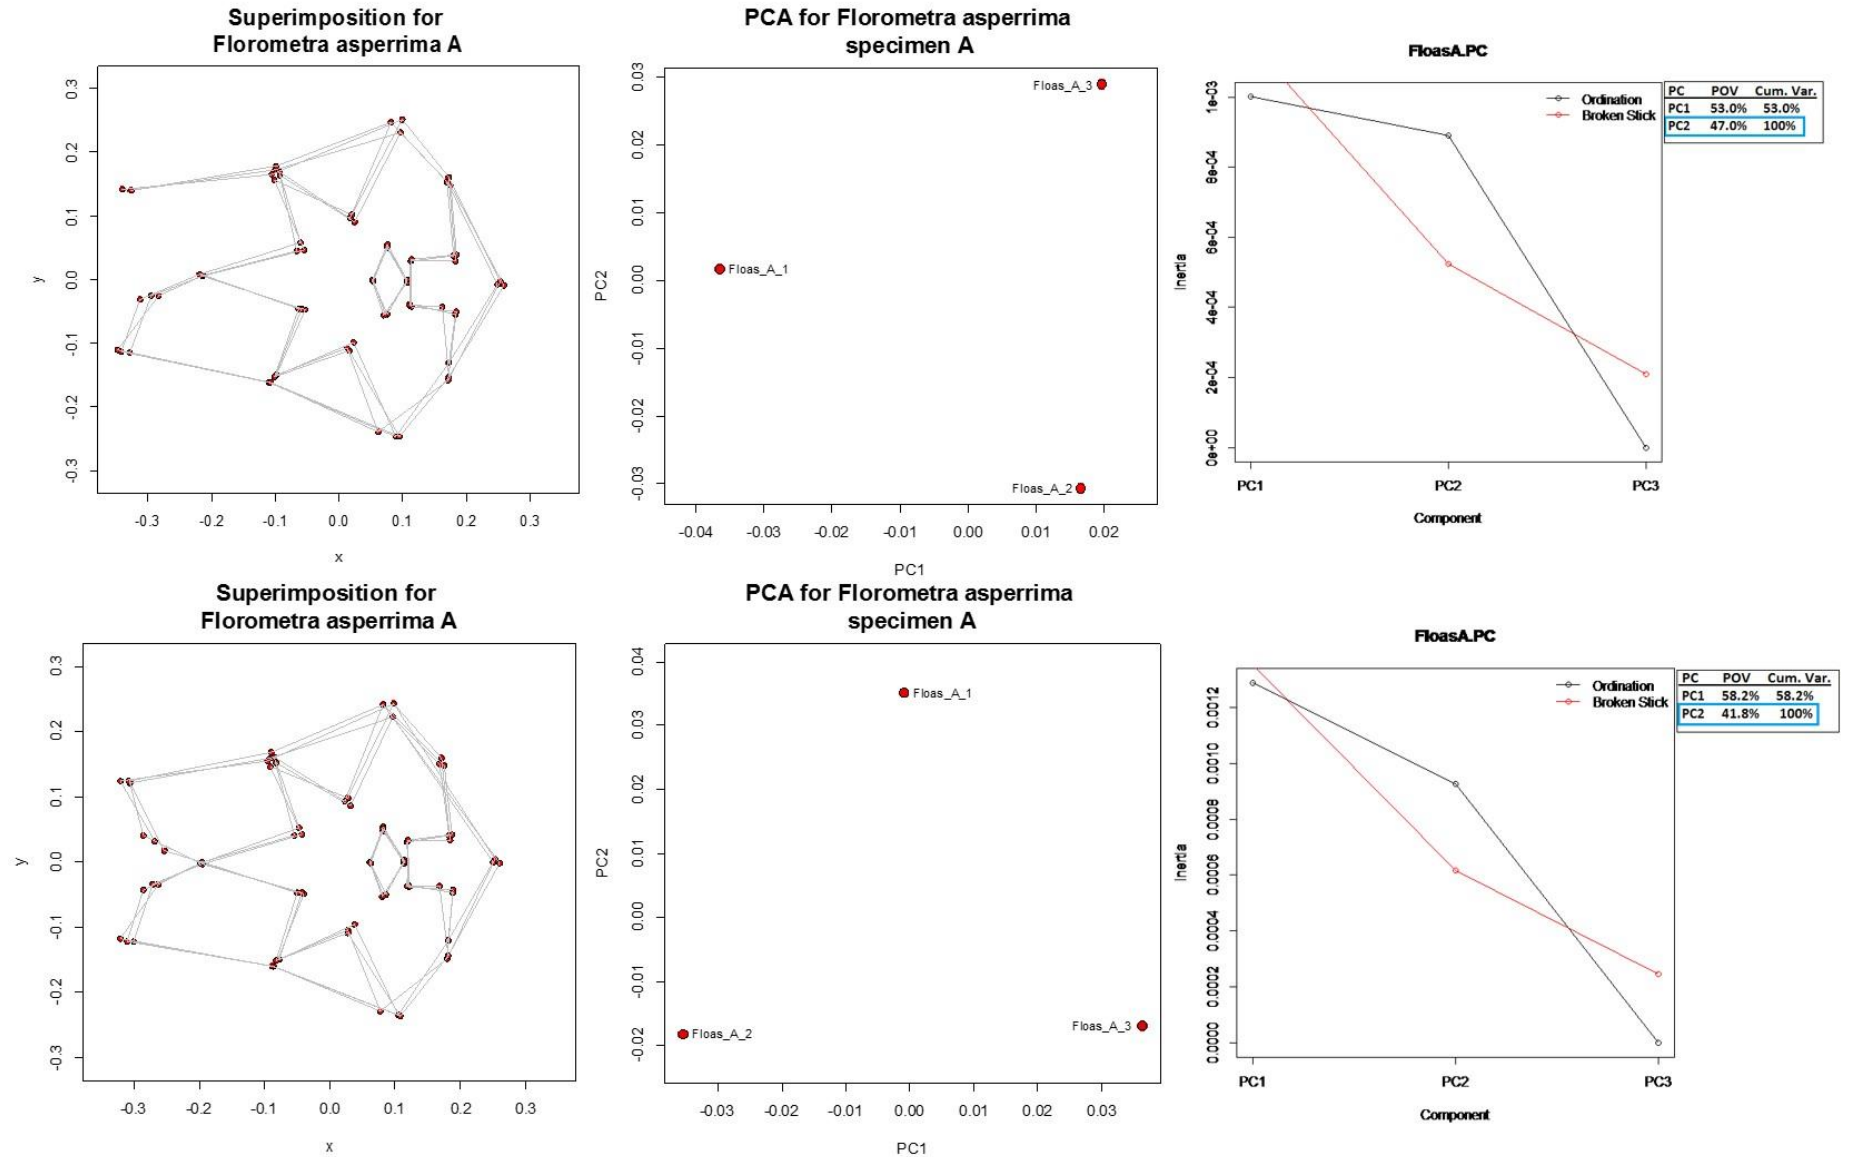 Superimposition for
Florometra asperrima A
0.3
0.2
0.1
0.0
-0.1
-0.2
-0.3
y
-0.3 -0.2 -0.1 0.0 0.1 0.2 0.3
x
PCA for Florometra asperrima
specimen A
0.03
0.02
0.01
0.00
-0.01
-0.02
-0.03
PC2
Floas_A_3
Floas_A_1
Floas_A_2
-0.04 -0.03 -0.02 -0.01 0.00 0.01 0.02
PC1
FloasA.PC
1e-03
8e-04
6e-04
4e-04
2e-04
0e+00
Inertia
Ordination
Broken Stick
PC1 PC2 PC3
Component
PC POV Cum. Var.
PC1 53.0% 53.0%
PC2 47.0% 100%
Superimposition for
Florometra asperrima A
0.3
0.2
0.1
0.0
-0.1
-0.2
-0.3
y
-0.3 -0.2 -0.1 0.0 0.1 0.2 0.3
x
PCA for Florometra asperrima
specimen A
0.04
0.03
0.02
0.01
0.00
-0.01
-0.02
PC2
Floas_A_1
Floas_A_2
Floas_A_3
-0.03 -0.02 -0.01 0.00 0.01 0.02 0.03
PC1
FloasA.PC
0.0012
0.0010
0.0008
0.0006
0.0004
0.0002
0.0000
Inertia
Ordination
Broken Stick
PC1 PC2 PC3
Component
PC POV Cum. Var.
PC1 58.2% 58.2%
PC2 41.8% 100%